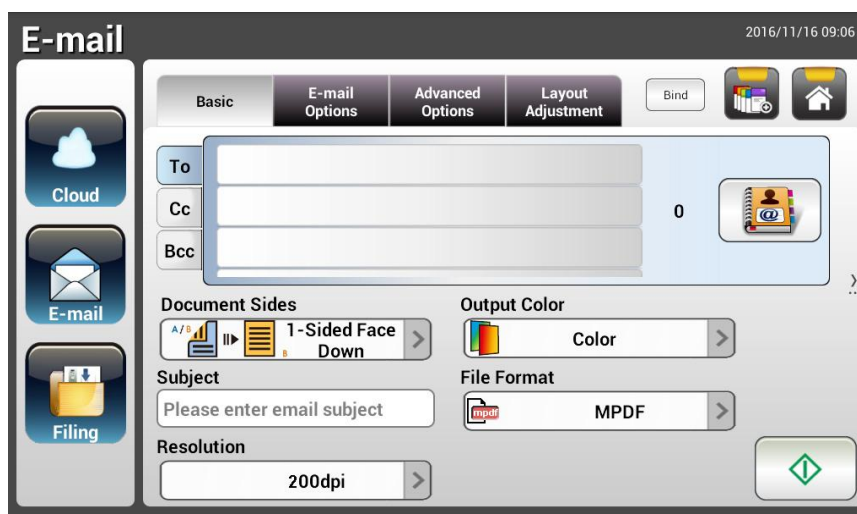 E-mail
2016/11/16 09:06
Basic
E-mail
Options
Advanced
Options
Layout
Adjustment
Bind
Cloud
E-mail
Filing
To
Cc
Bcc
0
@
Document Sides
A/B
B
1-Sided Face
Down
Output Color
Color
Subject
Please enter email subject
File Format
mpdf
MPDF
Resolution
200dpi